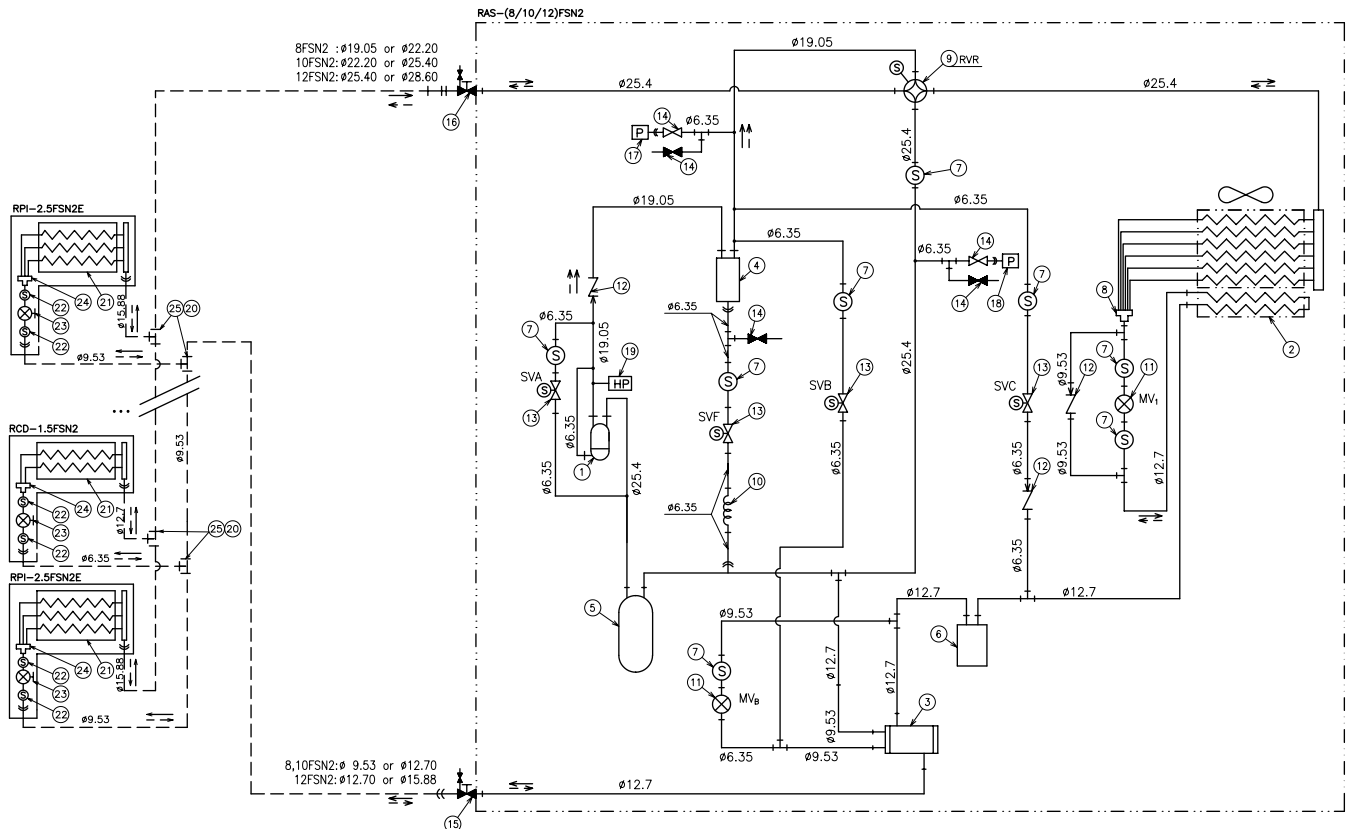 RAS-(8/10/12)FSN2
8FSN2 :ø19.05 or ø22.20
10FSN2:ø22.20 or ø25.40
12FSN2:ø25.40 or ø28.60
16
ø25.4
ø19.05
9 RVR
S
ø25.4
14
ø6.35
P
17
14
ø25.4
S
7
RPI-2.5FSN2E
21
24
S
22
23
S
22
ø15.88
ø9.53
25 20
...
ø9.53
RCD-1.5FSN2
21
24
S
22
23
S
22
ø12.7
ø6.35
25 20
RPI-2.5FSN2E
21
24
S
22
23
S
22
ø15.88
ø9.53
8,10FSN2:ø 9.53 or ø12.70
12FSN2:ø12.70 or ø15.88
15
ø12.7
ø19.05
12
ø6.35
7
S
ø19.05
19
HP
SVA
S
13
ø6.35
1
ø6.35
ø25.4
5
4
ø6.35
14
S
7
SVF
S
13
10
ø6.35
ø6.35
S
7
SVB
S
13
ø6.35
ø6.35
14
P
18
14
ø25.4
ø6.35
S
7
SVC
S
13
ø6.35
12
ø6.35
8
ø9.53
12
ø9.53
7
S
11
MV1
7
S
ø12.7
2
ø12.7
6
ø12.7
ø9.53
7
S
11
MVB
ø6.35
ø9.53
ø12.7
ø9.53
ø12.7
3